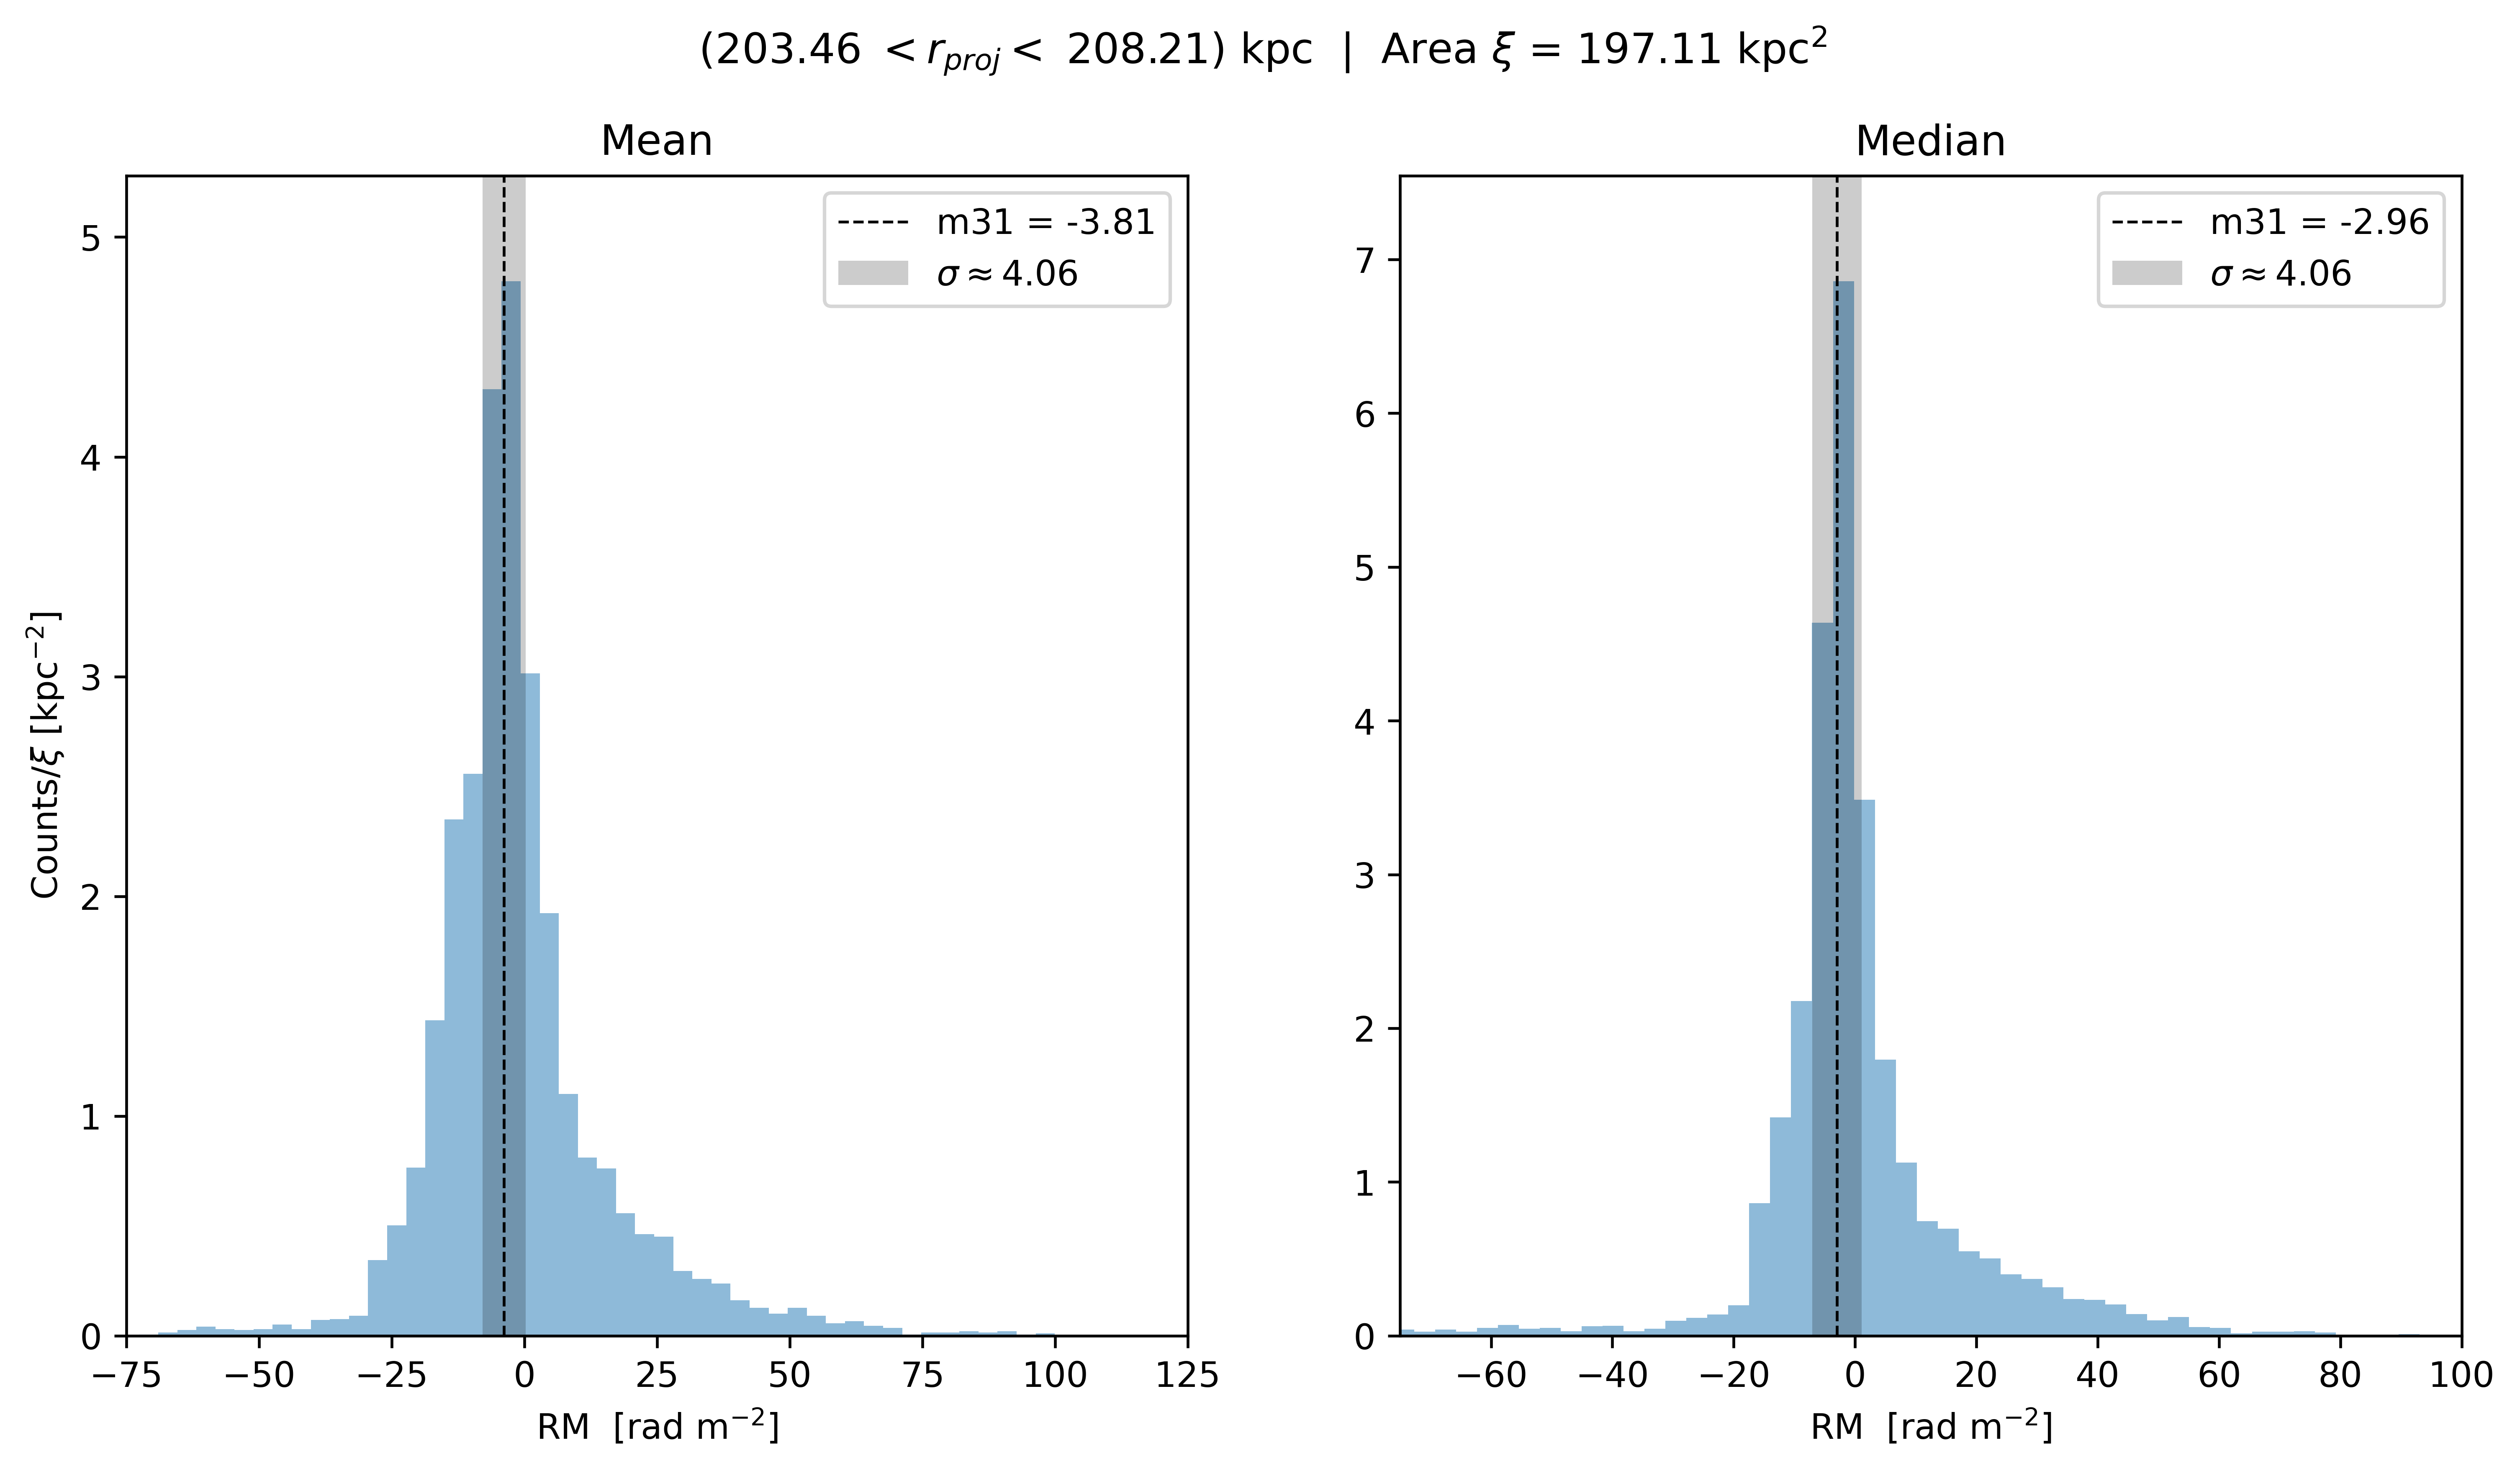 (203.46 < r_proj < 208.21) kpc | Area ξ = 197.11 kpc²
Mean
m31 = -3.81
σ ≈ 4.06
5
4
3
2
1
0
Counts/ξ [kpc⁻²]
−75 −50 −25 0 25 50 75 100 125
RM [rad m⁻²]
Median
m31 = -2.96
σ ≈ 4.06
7
6
5
4
3
2
1
0
−60 −40 −20 0 20 40 60 80 100
RM [rad m⁻²]